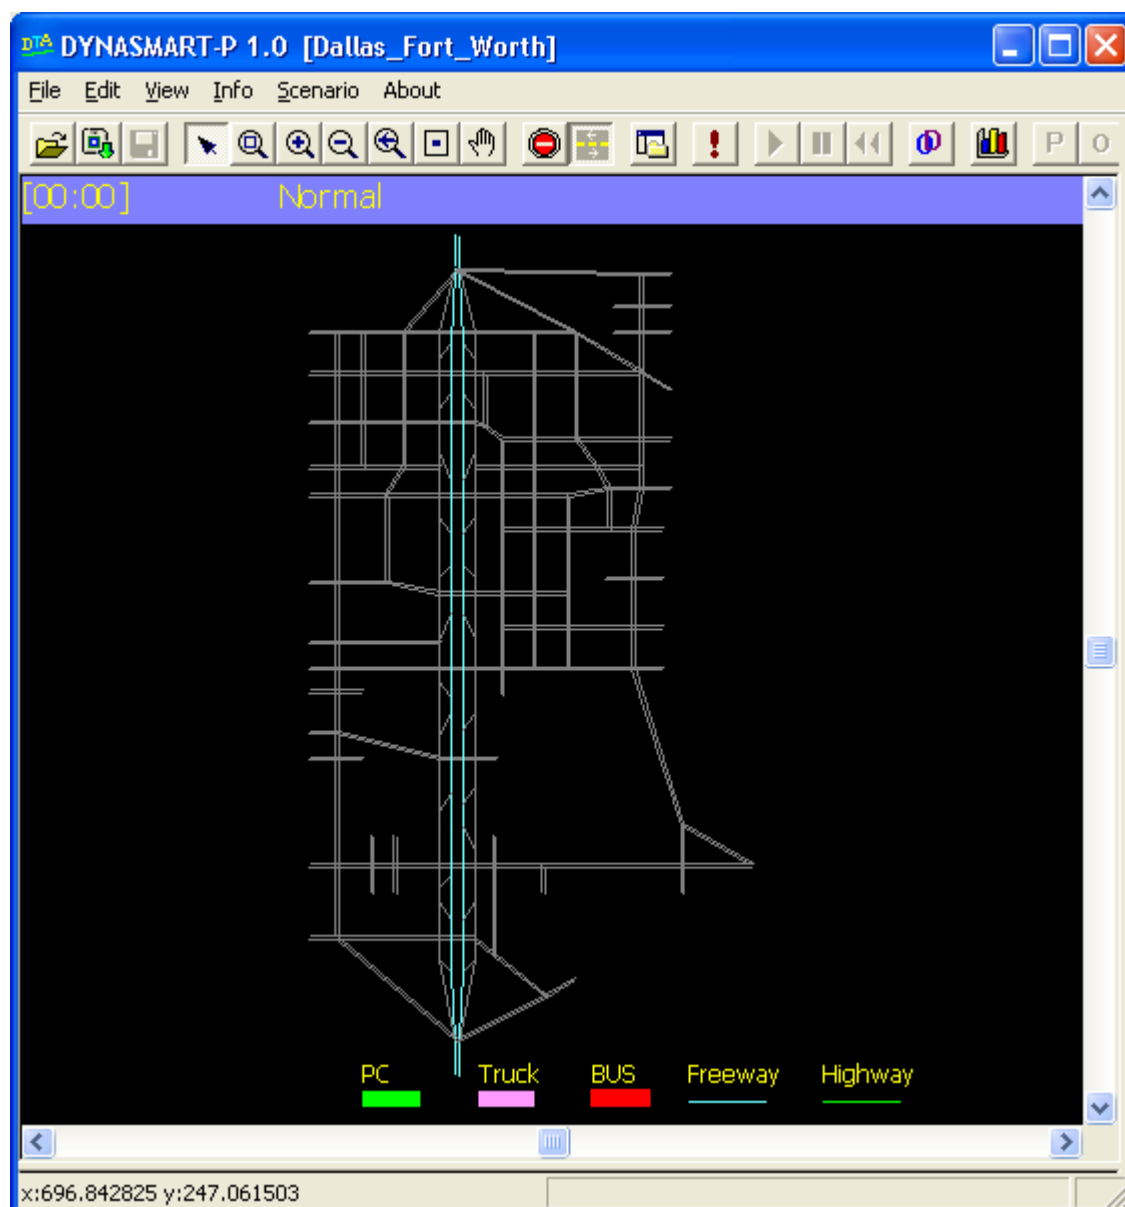 DTA DYNASMART-P 1.0 [Dallas_Fort_Worth]
File Edit View Info Scenario About
P O
[00:00] Normal
PC Truck BUS Freeway Highway
x:696.842825 y:247.061503